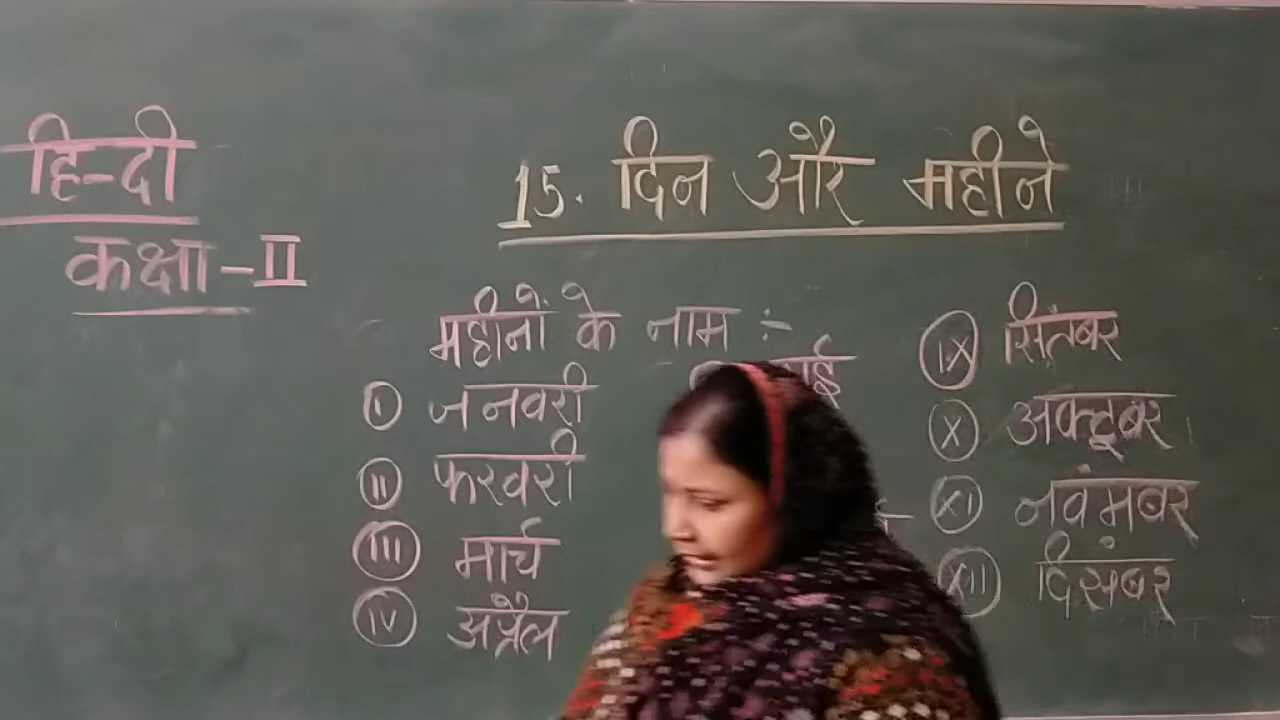 हिन्दी
कक्षा-II
15. दिन और महीने
महीनों के नाम :-
I जनवरी
II फरवरी
III मार्च
IV अप्रैल
IX सितंबर
X अक्टूबर
XI नवंमबर
XII दिसंबर